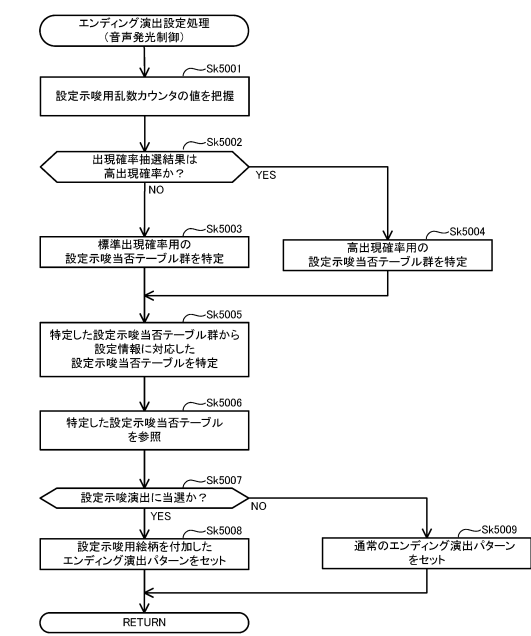 エンディング演出設定処理
（音声発光制御）
Sk5001
設定示唆用乱数カウンタの値を把握
Sk5002
出現確率抽選結果は
高出現確率か？
YES
NO
Sk5003
標準出現確率用の
設定示唆当否テーブル群を特定
Sk5004
高出現確率用の
設定示唆当否テーブル群を特定
Sk5005
特定した設定示唆当否テーブル群から
設定情報に対応した
設定示唆当否テーブルを特定
Sk5006
特定した設定示唆当否テーブル
を参照
Sk5007
設定示唆演出に当選か？
NO
YES
Sk5008
設定示唆用絵柄を付加した
エンディング演出パターンをセット
Sk5009
通常のエンディング演出パターン
をセット
RETURN